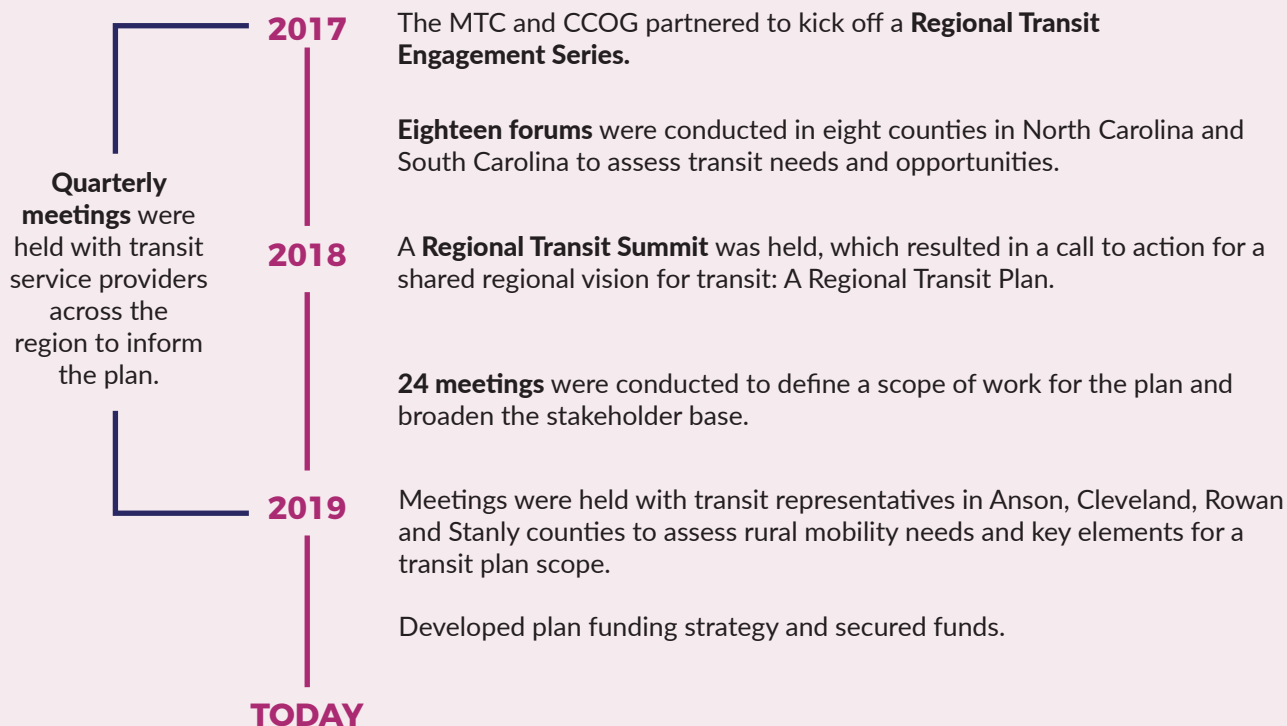 2017
The MTC and CCOG partnered to kick off a Regional Transit
Engagement Series.
Eighteen forums were conducted in eight counties in North Carolina and
South Carolina to assess transit needs and opportunities.
Quarterly
meetings were
held with transit
service providers
across the
region to inform
the plan.
2018
A Regional Transit Summit was held, which resulted in a call to action for a
shared regional vision for transit: A Regional Transit Plan.
24 meetings were conducted to define a scope of work for the plan and
broaden the stakeholder base.
2019
Meetings were held with transit representatives in Anson, Cleveland, Rowan
and Stanly counties to assess rural mobility needs and key elements for a
transit plan scope.
Developed plan funding strategy and secured funds.
TODAY